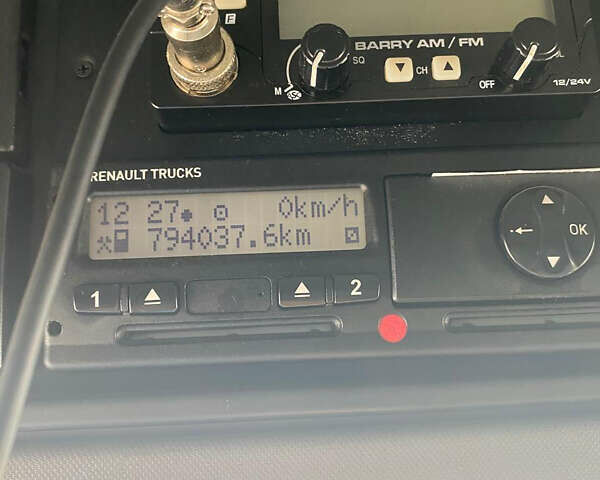 F
BARRY AM / FM
SQ
CH
M
OFF
12/24V
RENAULT TRUCKS
12 27 0km/h
794037.6km
OK
1 2